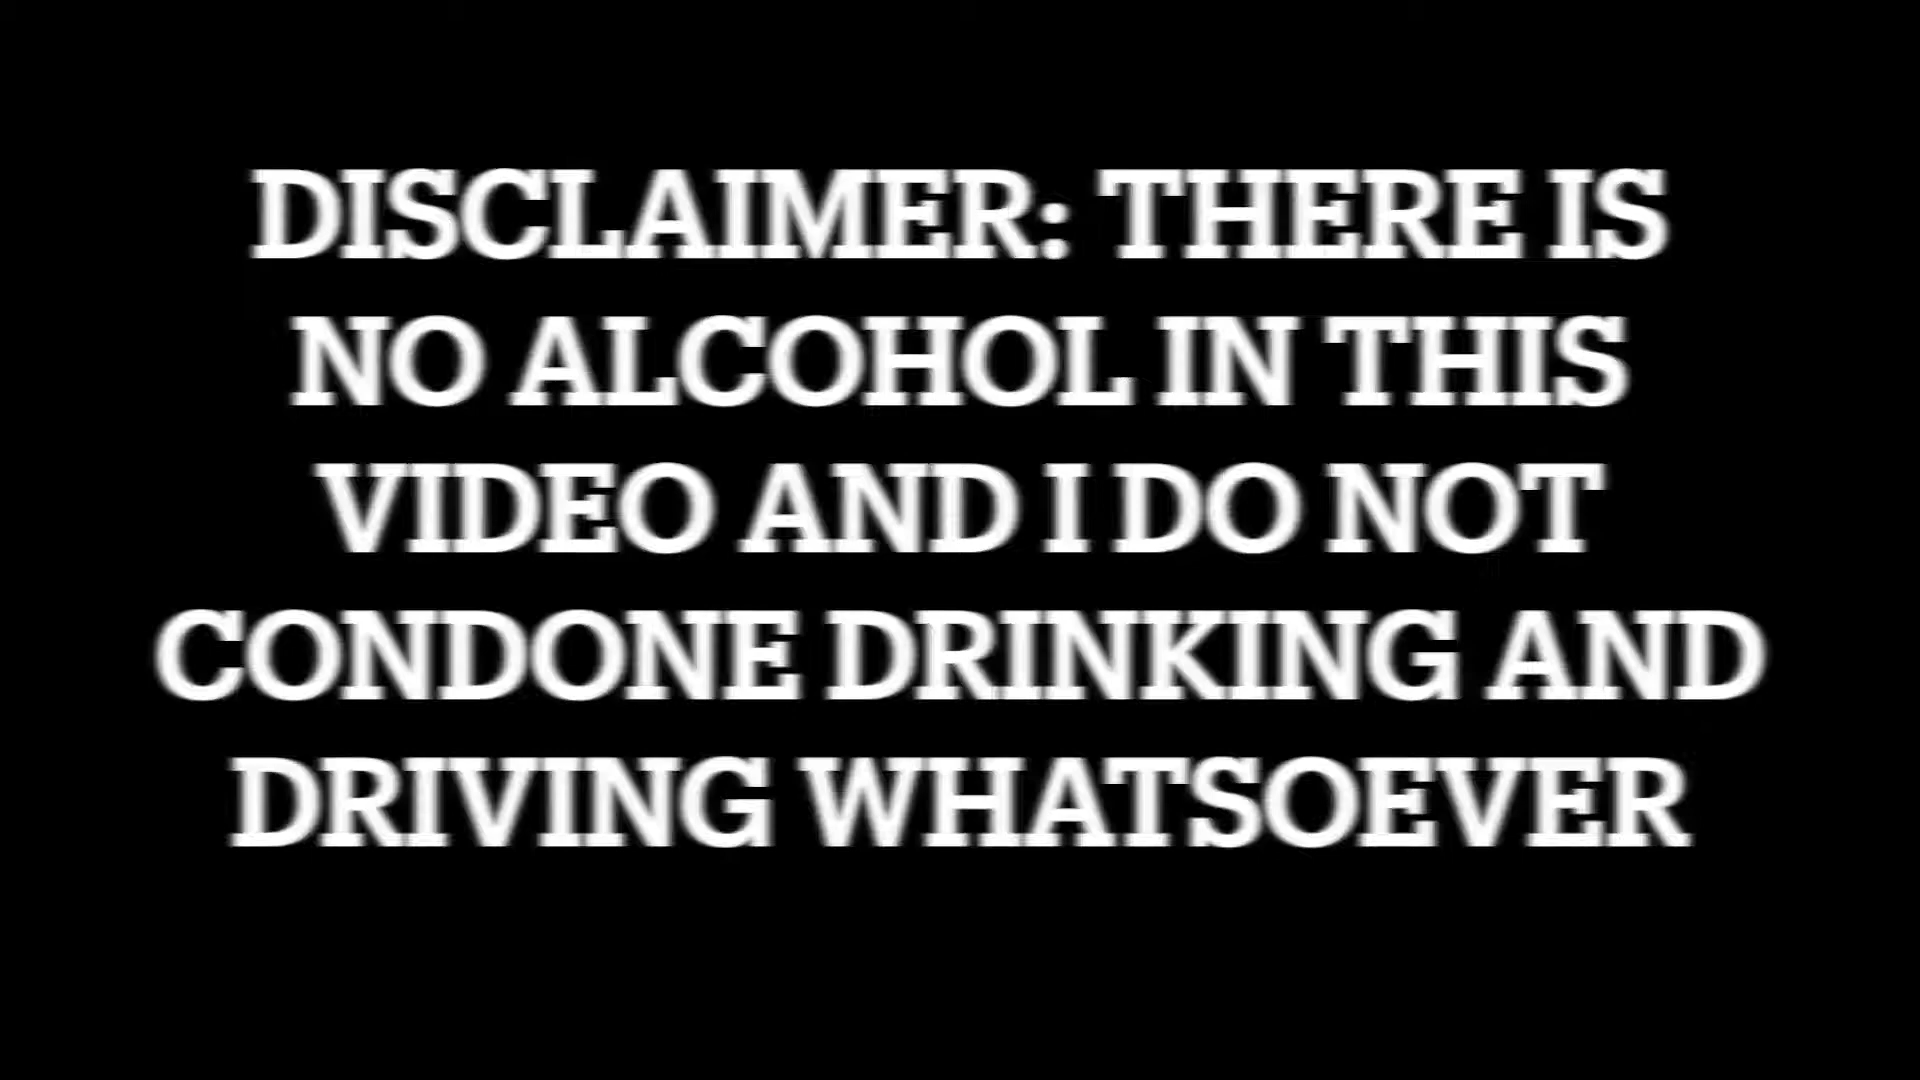 DISCLAIMER: THERE IS
NO ALCOHOL IN THIS
VIDEO AND I DO NOT
CONDONE DRINKING AND
DRIVING WHATSOEVER